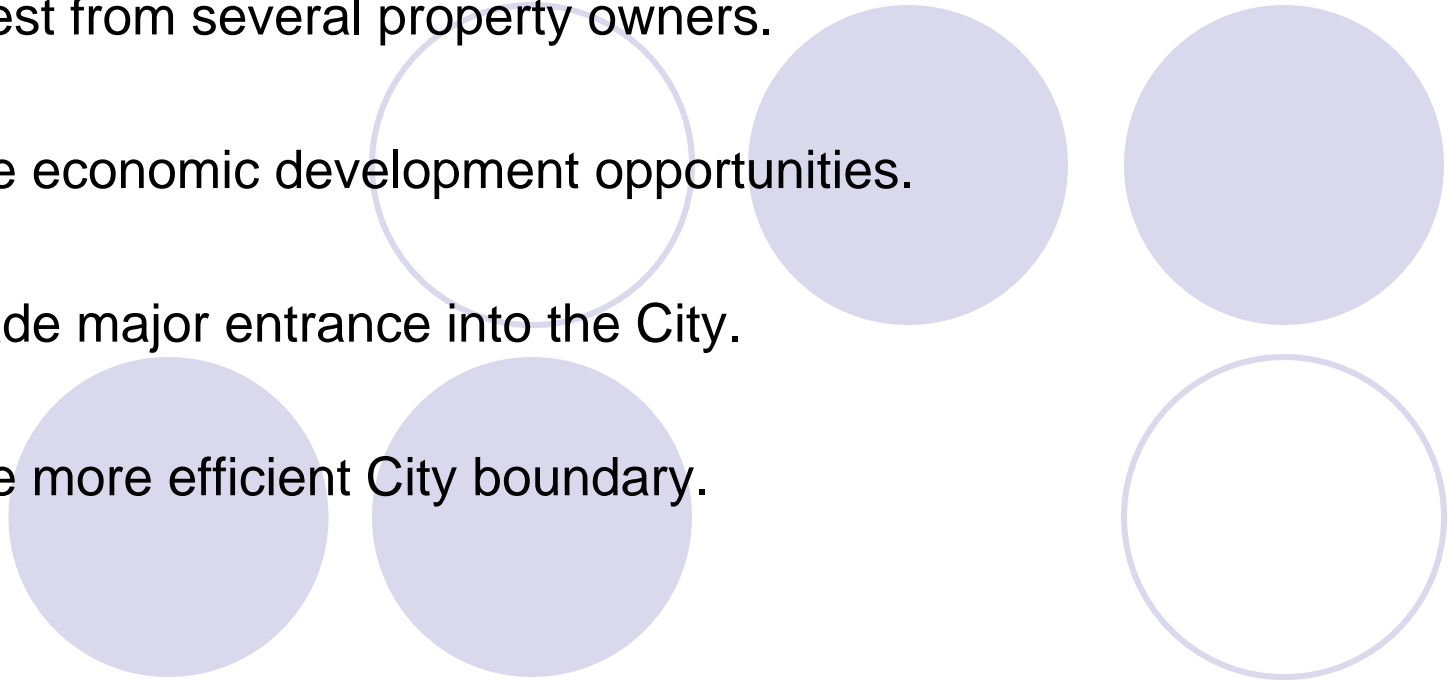 est from several property owners.
e economic development opportunities.
de major entrance into the City.
e more efficient City boundary.